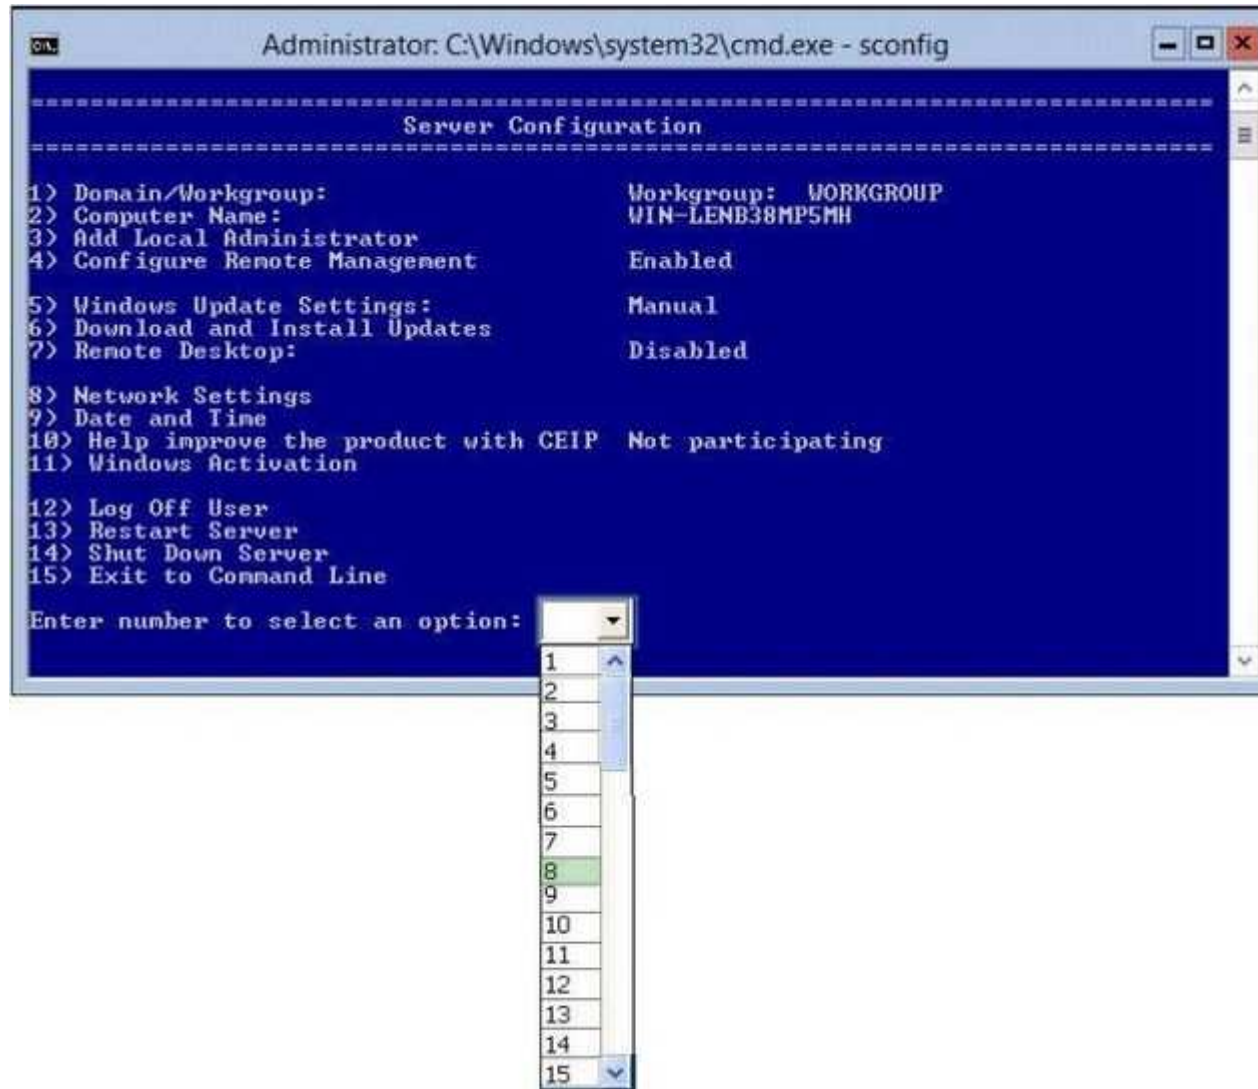 Administrator: C:\Windows\system32\cmd.exe - sconfig
===============================================================================
Server Configuration
===============================================================================
1) Domain/Workgroup: Workgroup: WORKGROUP
2) Computer Name: WIN-LENB38MP5MH
3) Add Local Administrator
4) Configure Remote Management Enabled
5) Windows Update Settings: Manual
6) Download and Install Updates
7) Remote Desktop: Disabled
8) Network Settings
9) Date and Time
10) Help improve the product with CEIP Not participating
11) Windows Activation
12) Log Off User
13) Restart Server
14) Shut Down Server
15) Exit to Command Line
Enter number to select an option:
1
2
3
4
5
6
7
8
9
10
11
12
13
14
15